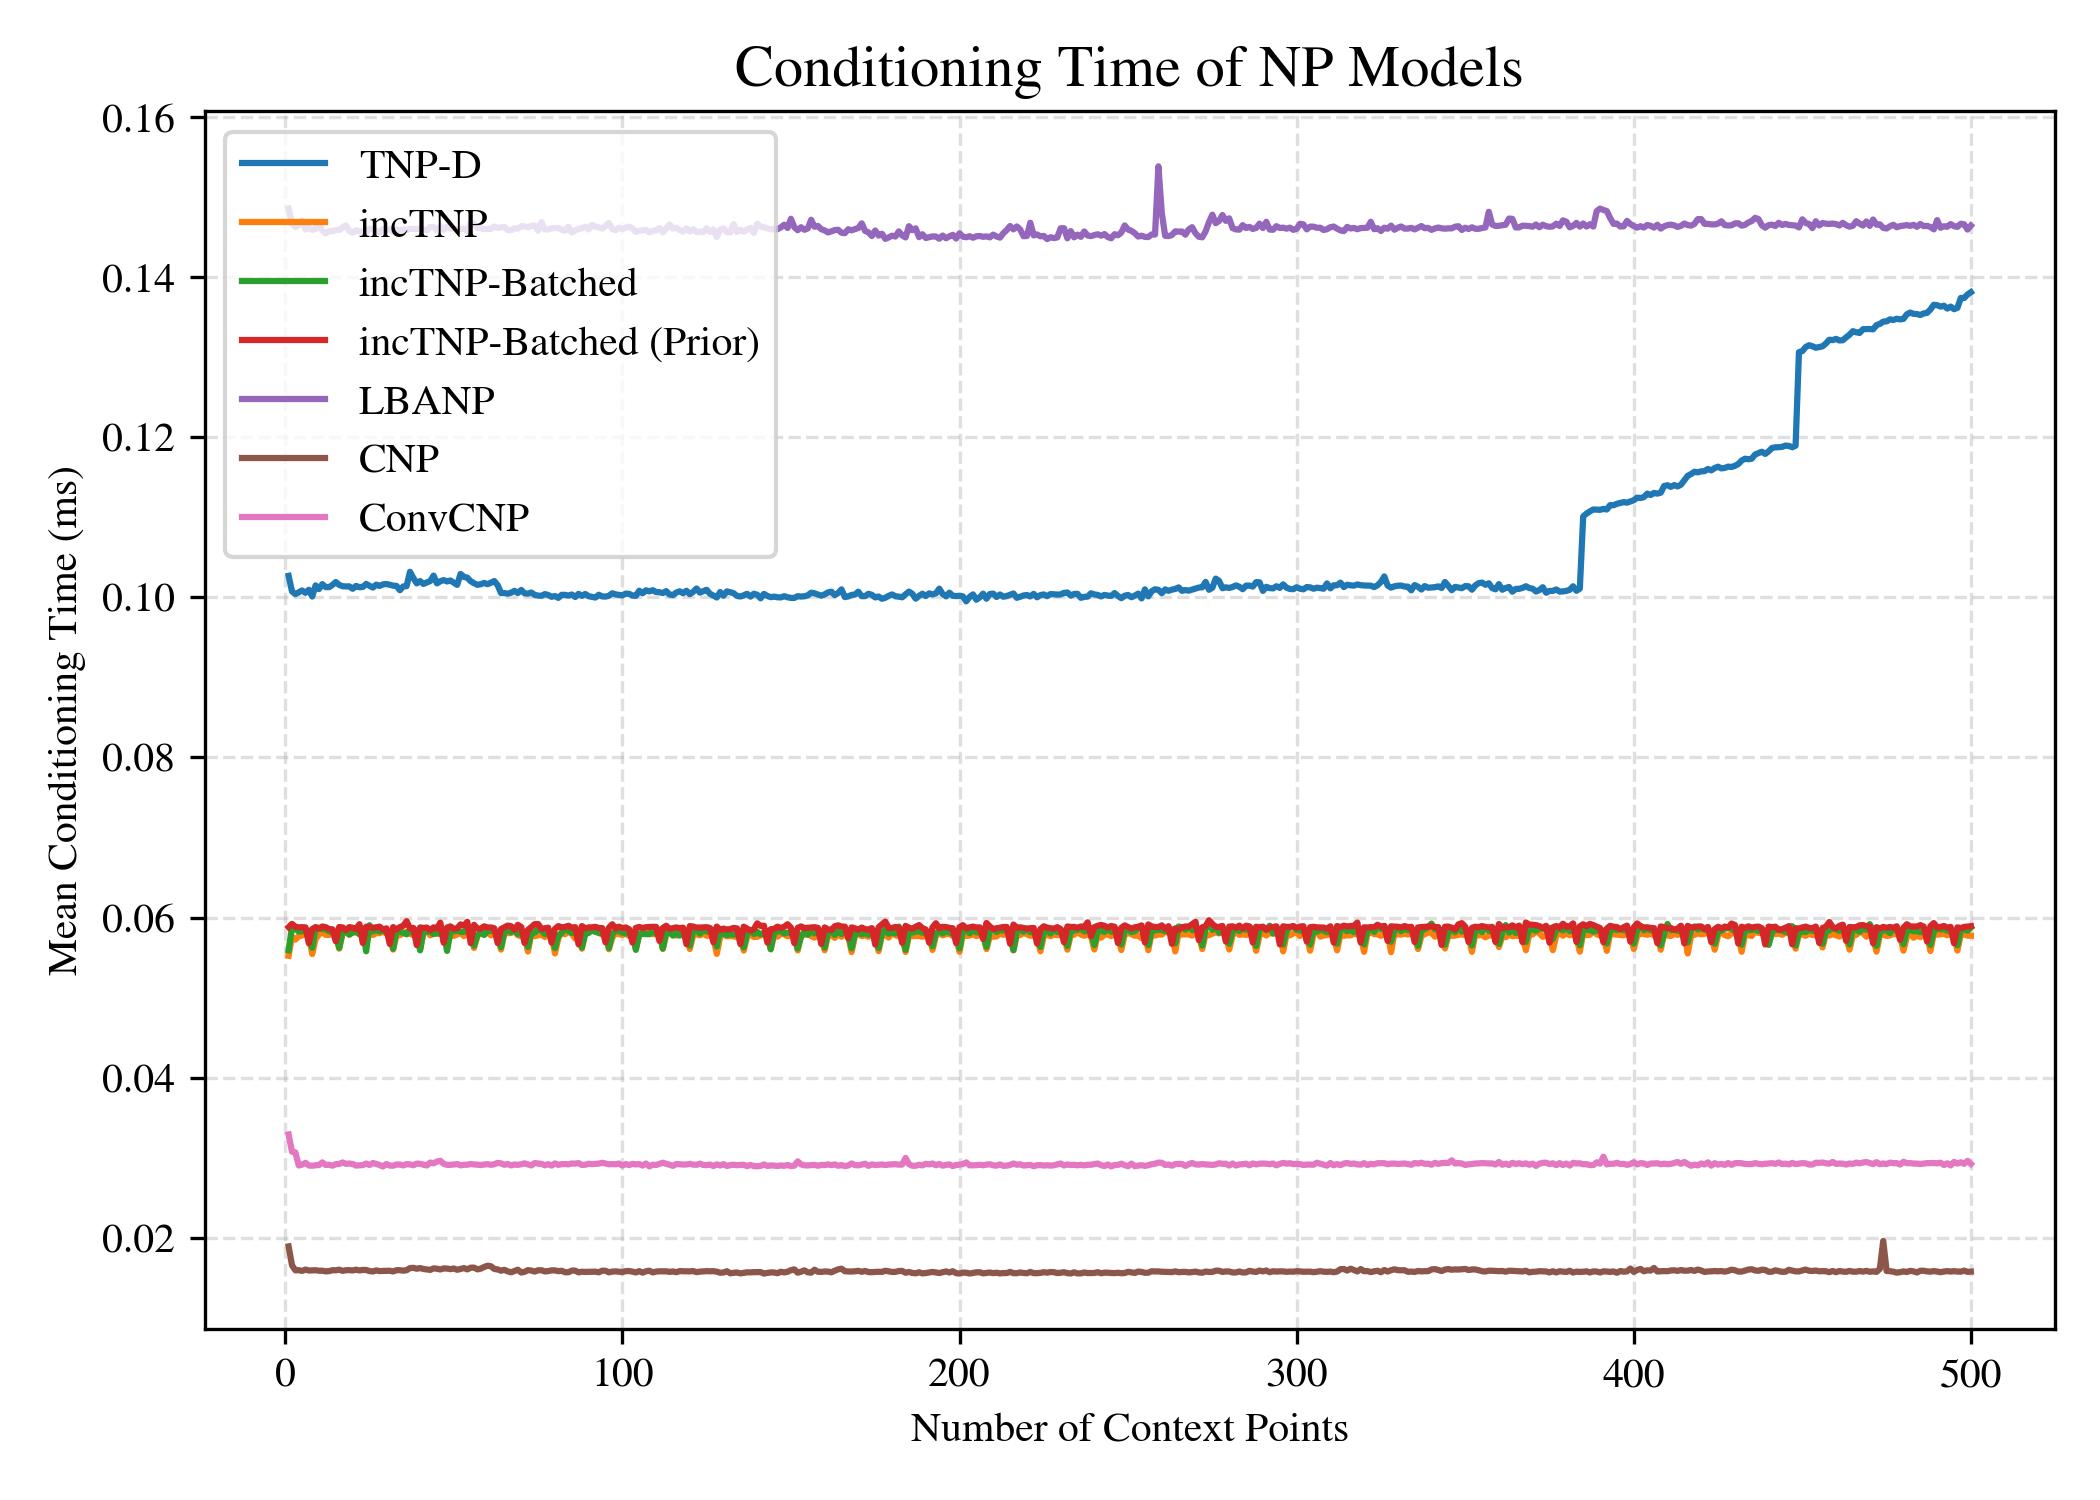 Conditioning Time of NP Models
0.16
0.14
0.12
0.10
0.08
0.06
0.04
0.02
Mean Conditioning Time (ms)
TNP-D
incTNP
incTNP-Batched
incTNP-Batched (Prior)
LBANP
CNP
ConvCNP
0 100 200 300 400 500
Number of Context Points